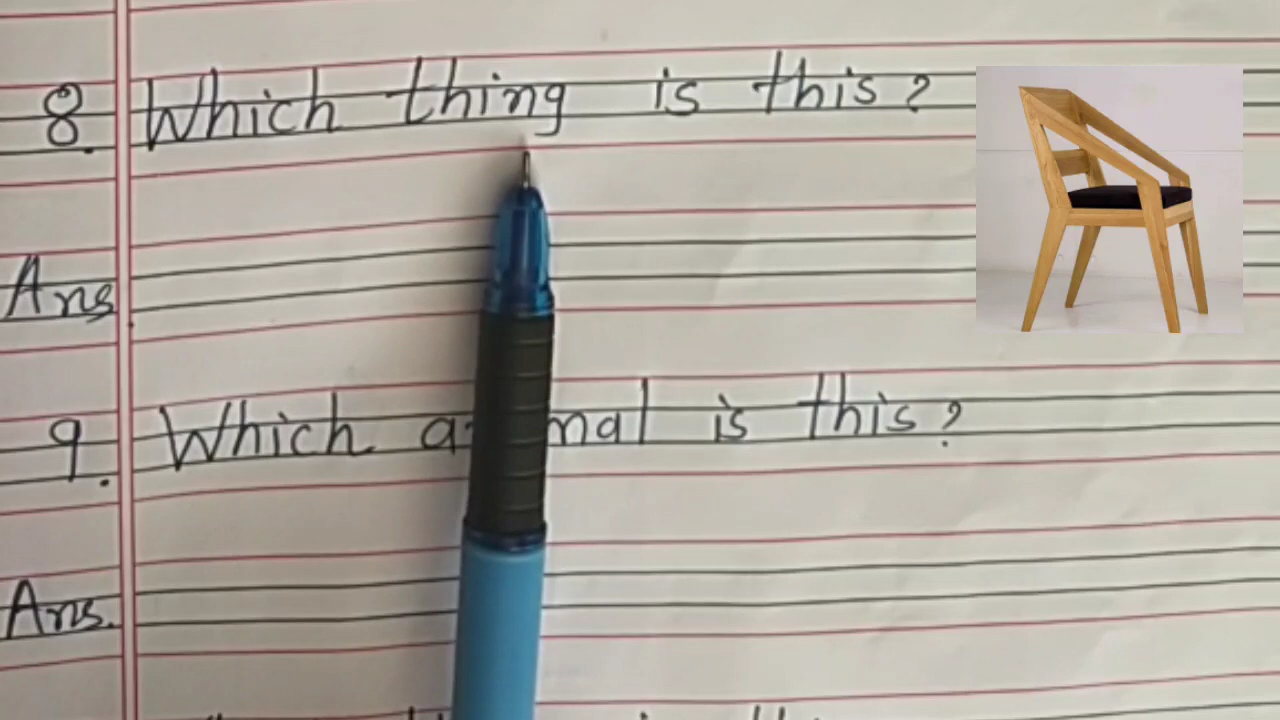 8. Which thing is this?
Ans
9. Which is this?
Ans.